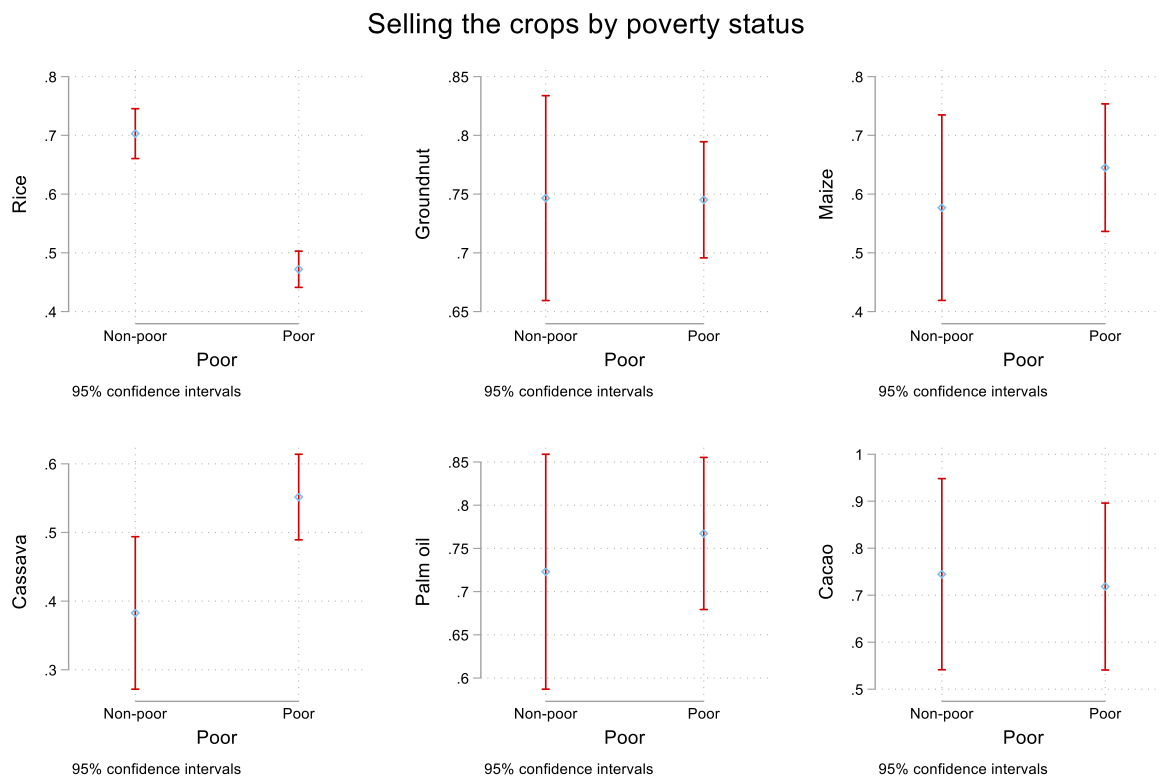 Selling the crops by poverty status
Rice
.8
.7
.6
.5
.4
Non-poor Poor
Poor
95% confidence intervals
Groundnut
.85
.8
.75
.7
.65
Non-poor Poor
Poor
95% confidence intervals
Maize
.8
.7
.6
.5
.4
Non-poor Poor
Poor
95% confidence intervals
Cassava
.6
.5
.4
.3
Non-poor Poor
Poor
95% confidence intervals
Palm oil
.85
.8
.75
.7
.65
.6
Non-poor Poor
Poor
95% confidence intervals
Cacao
1
.9
.8
.7
.6
.5
Non-poor Poor
Poor
95% confidence intervals